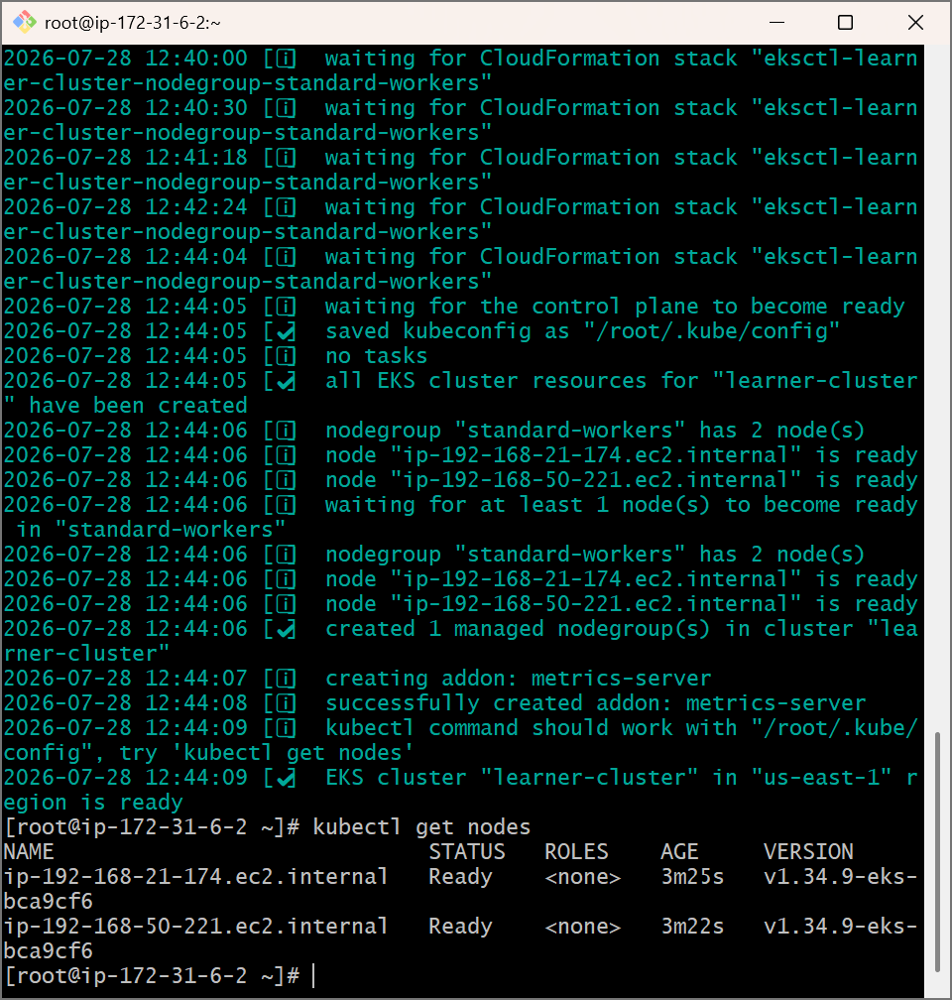 root@ip-172-31-6-2:~
2026-07-28 12:40:00 [ℹ]  waiting for CloudFormation stack "eksctl-learn
er-cluster-nodegroup-standard-workers"
2026-07-28 12:40:30 [ℹ]  waiting for CloudFormation stack "eksctl-learn
er-cluster-nodegroup-standard-workers"
2026-07-28 12:41:18 [ℹ]  waiting for CloudFormation stack "eksctl-learn
er-cluster-nodegroup-standard-workers"
2026-07-28 12:42:24 [ℹ]  waiting for CloudFormation stack "eksctl-learn
er-cluster-nodegroup-standard-workers"
2026-07-28 12:44:04 [ℹ]  waiting for CloudFormation stack "eksctl-learn
er-cluster-nodegroup-standard-workers"
2026-07-28 12:44:05 [ℹ]  waiting for the control plane to become ready
2026-07-28 12:44:05 [✔]  saved kubeconfig as "/root/.kube/config"
2026-07-28 12:44:05 [ℹ]  no tasks
2026-07-28 12:44:05 [✔]  all EKS cluster resources for "learner-cluster
" have been created
2026-07-28 12:44:06 [ℹ]  nodegroup "standard-workers" has 2 node(s)
2026-07-28 12:44:06 [ℹ]  node "ip-192-168-21-174.ec2.internal" is ready
2026-07-28 12:44:06 [ℹ]  node "ip-192-168-50-221.ec2.internal" is ready
2026-07-28 12:44:06 [ℹ]  waiting for at least 1 node(s) to become ready
 in "standard-workers"
2026-07-28 12:44:06 [ℹ]  nodegroup "standard-workers" has 2 node(s)
2026-07-28 12:44:06 [ℹ]  node "ip-192-168-21-174.ec2.internal" is ready
2026-07-28 12:44:06 [ℹ]  node "ip-192-168-50-221.ec2.internal" is ready
2026-07-28 12:44:06 [✔]  created 1 managed nodegroup(s) in cluster "lea
rner-cluster"
2026-07-28 12:44:07 [ℹ]  creating addon: metrics-server
2026-07-28 12:44:08 [ℹ]  successfully created addon: metrics-server
2026-07-28 12:44:09 [ℹ]  kubectl command should work with "/root/.kube/
config", try 'kubectl get nodes'
2026-07-28 12:44:09 [✔]  EKS cluster "learner-cluster" in "us-east-1" r
egion is ready
[root@ip-172-31-6-2 ~]# kubectl get nodes
NAME                             STATUS   ROLES    AGE     VERSION
ip-192-168-21-174.ec2.internal   Ready    <none>   3m25s   v1.34.9-eks-
bca9cf6
ip-192-168-50-221.ec2.internal   Ready    <none>   3m22s   v1.34.9-eks-
bca9cf6
[root@ip-172-31-6-2 ~]#